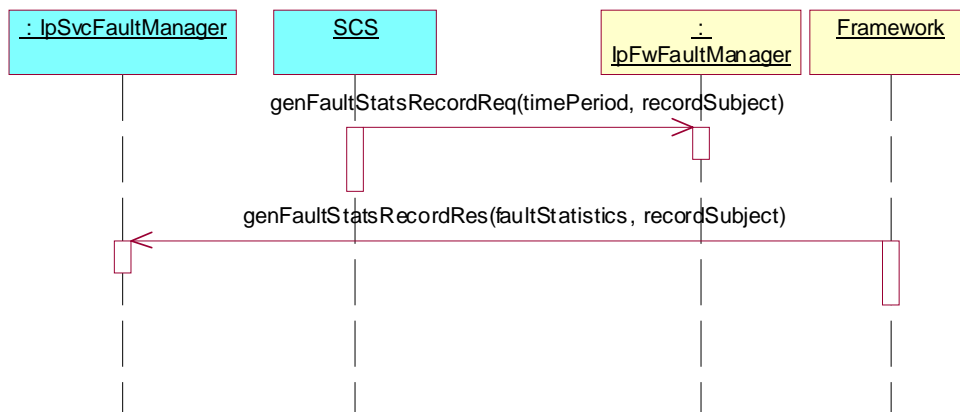 : IpSvcFaultManager
SCS
:
IpFwFaultManager
Framework
genFaultStatsRecordReq(timePeriod, recordSubject)
genFaultStatsRecordRes(faultStatistics, recordSubject)